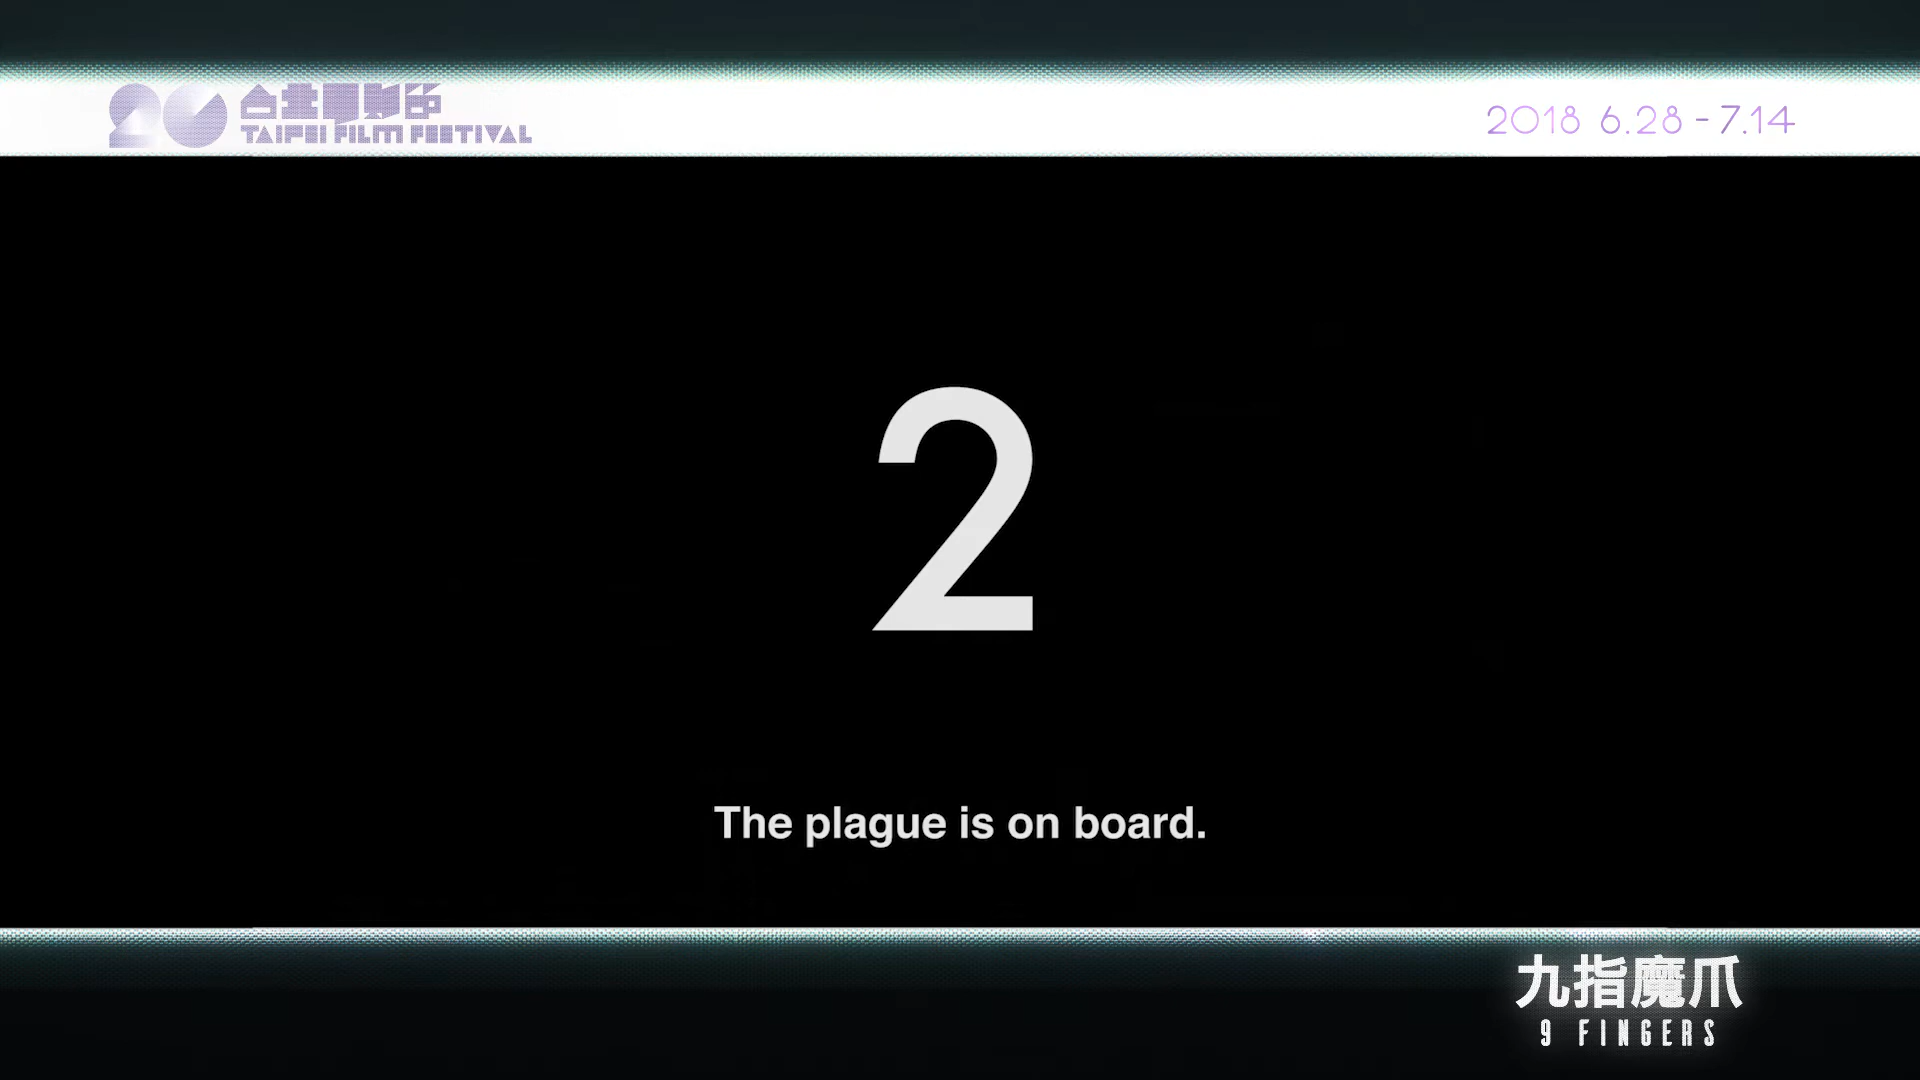 20 台北電影節
TAIPEI FILM FESTIVAL
2018 6.28 - 7.14
2
The plague is on board.
九指魔爪
9 FINGERS